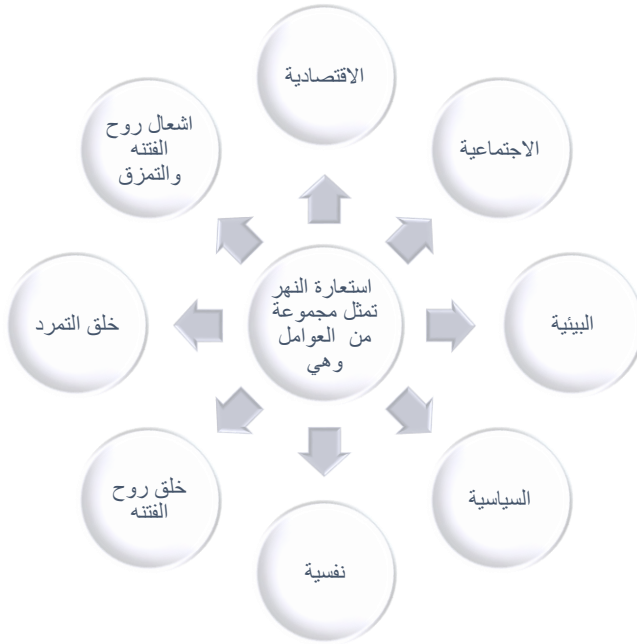 الاقتصادية
الاجتماعية
البيئية
السياسية
نفسية
خلق روح
الفتنه
خلق التمرد
اشعال روح
الفتنه
والتمزق
استعارة النهر
تمثل مجموعة
من العوامل
وهي